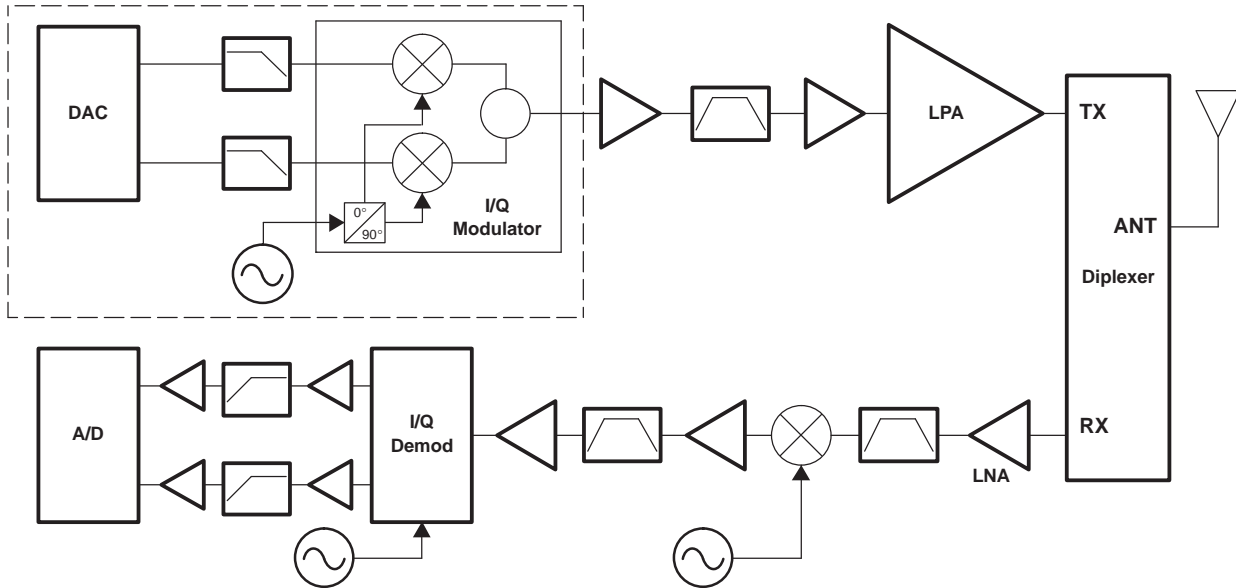 DAC
0°
90°
I/Q
Modulator
LPA
TX
ANT
Diplexer
RX
LNA
I/Q
Demod
A/D